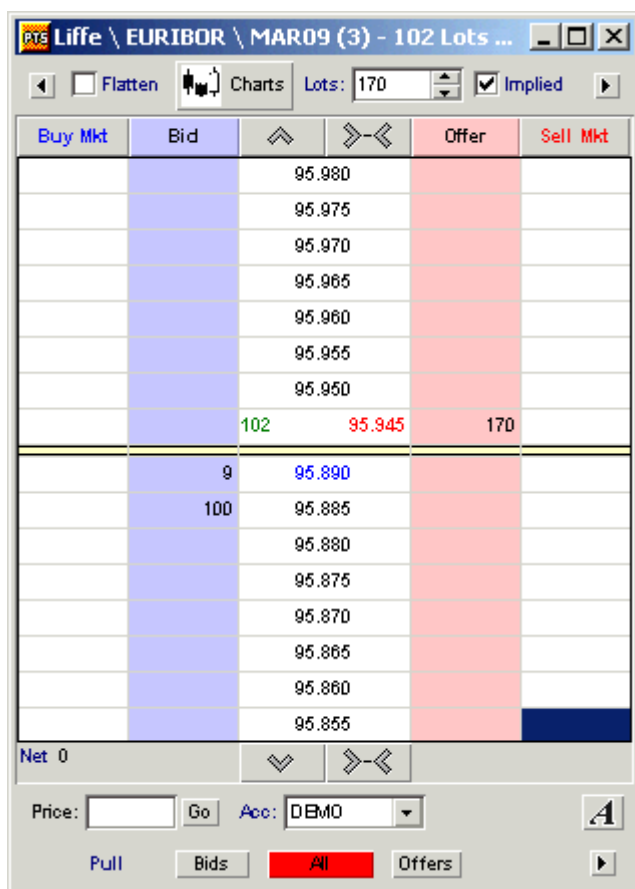 PTS Liffe \ EURIBOR \ MAR09 (3) - 102 Lots ...
Flatten Charts Lots: 170 Implied
Buy Mkt Bid Offer Sell Mkt
95.980
95.975
95.970
95.965
95.960
95.955
95.950
102 95.945 170
9 95.890
100 95.885
95.880
95.875
95.870
95.865
95.860
95.855
Net 0
Price: Go Acc: DEMO A
Pull Bids All Offers